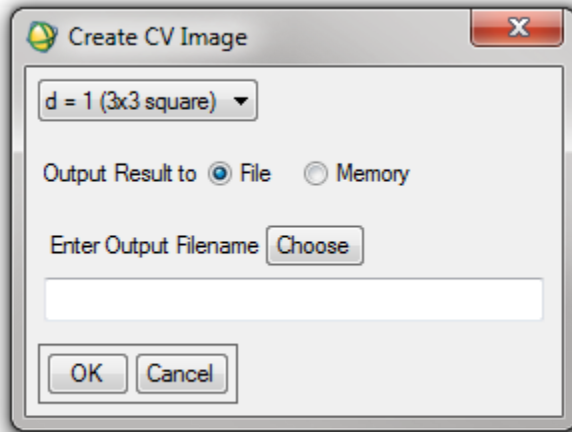 Create CV Image
d = 1 (3x3 square)
Output Result to File Memory
Enter Output Filename Choose
OK Cancel